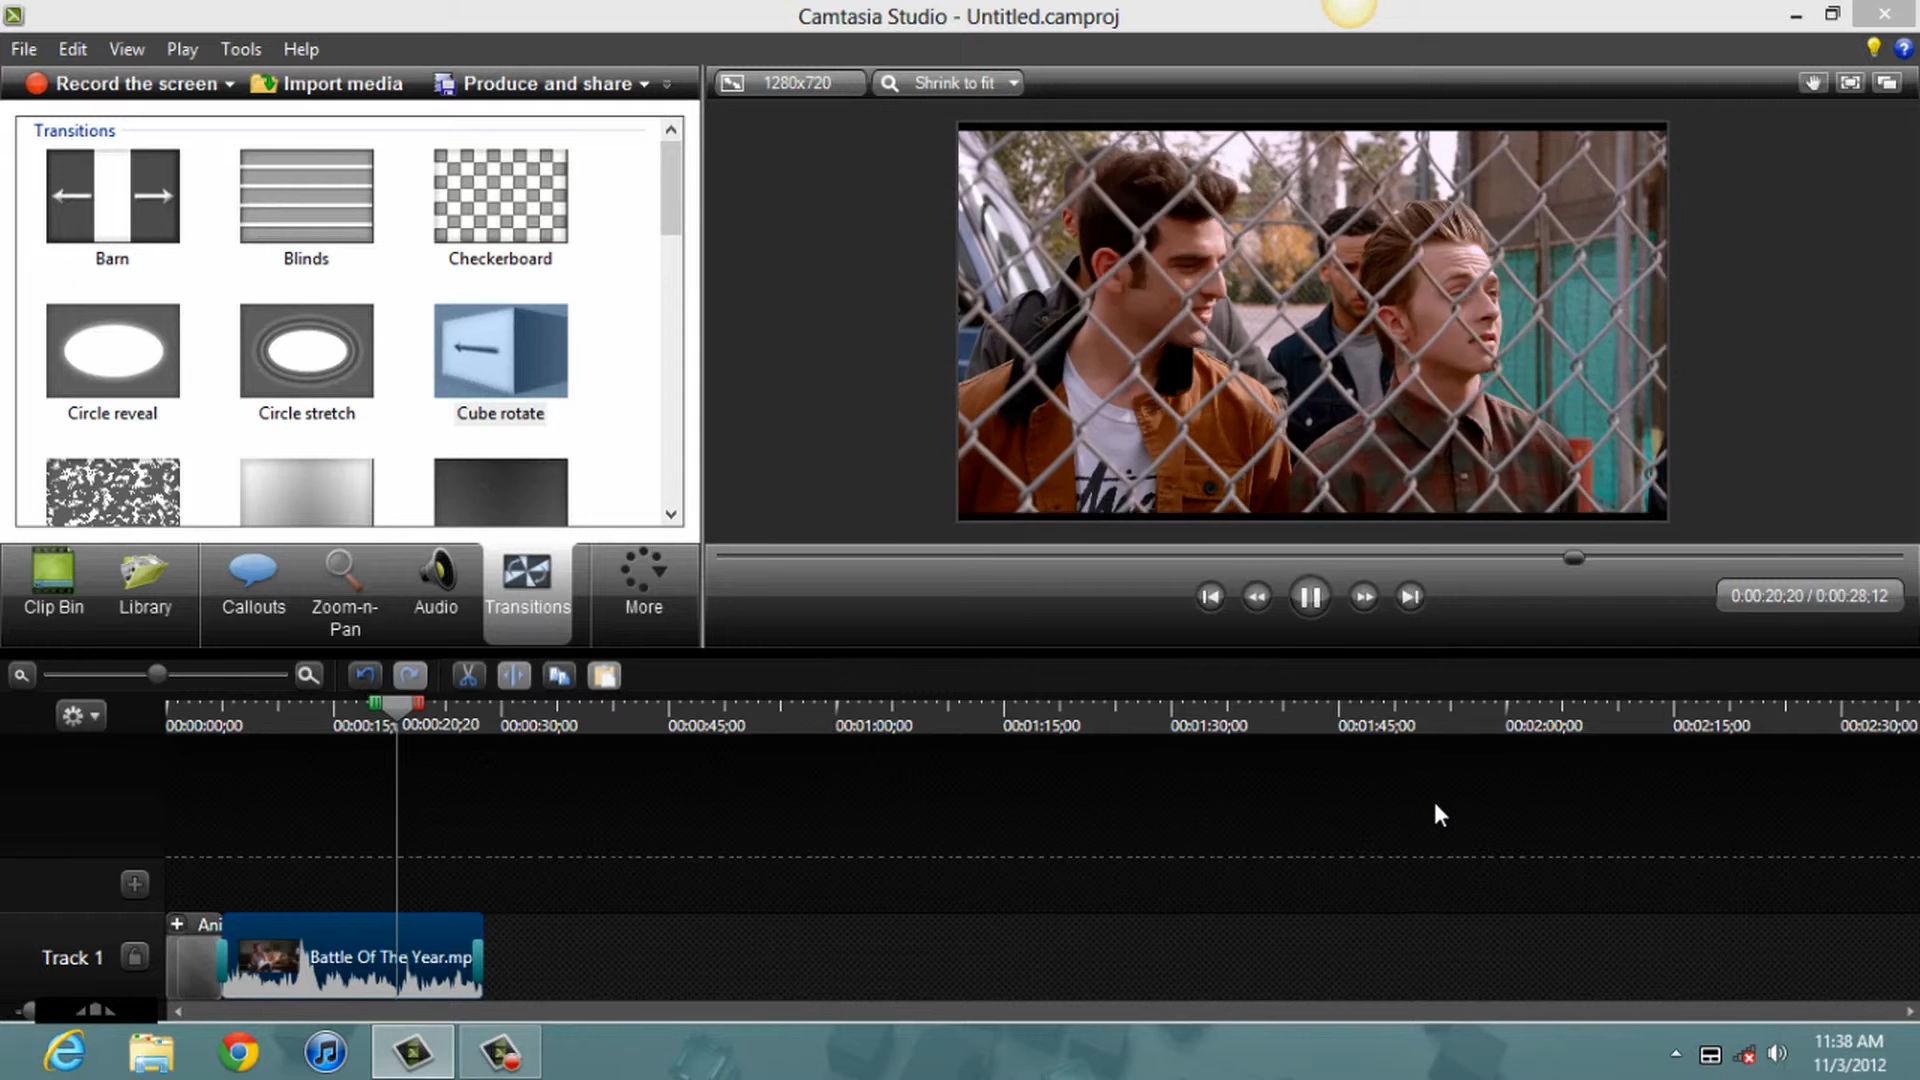 Camtasia Studio - Untitled.camproj
File Edit View Play Tools Help
Record the screen Import media Produce and share
1280x720 Shrink to fit
Transitions
Barn Blinds Checkerboard
Circle reveal Circle stretch Cube rotate
Clip Bin Library Callouts Zoom-n-Pan Audio Transitions More
0:00:20;20 / 0:00:28;12
00:00:00;00 00:00:15; 00:00:20;20 00:00:30;00 00:00:45;00 00:01:00;00 00:01:15;00 00:01:30;00 00:01:45;00 00:02:00;00 00:02:15;00 00:02:30;00
+ Ani
Track 1 Battle Of The Year.mp
11:38 AM
11/3/2012